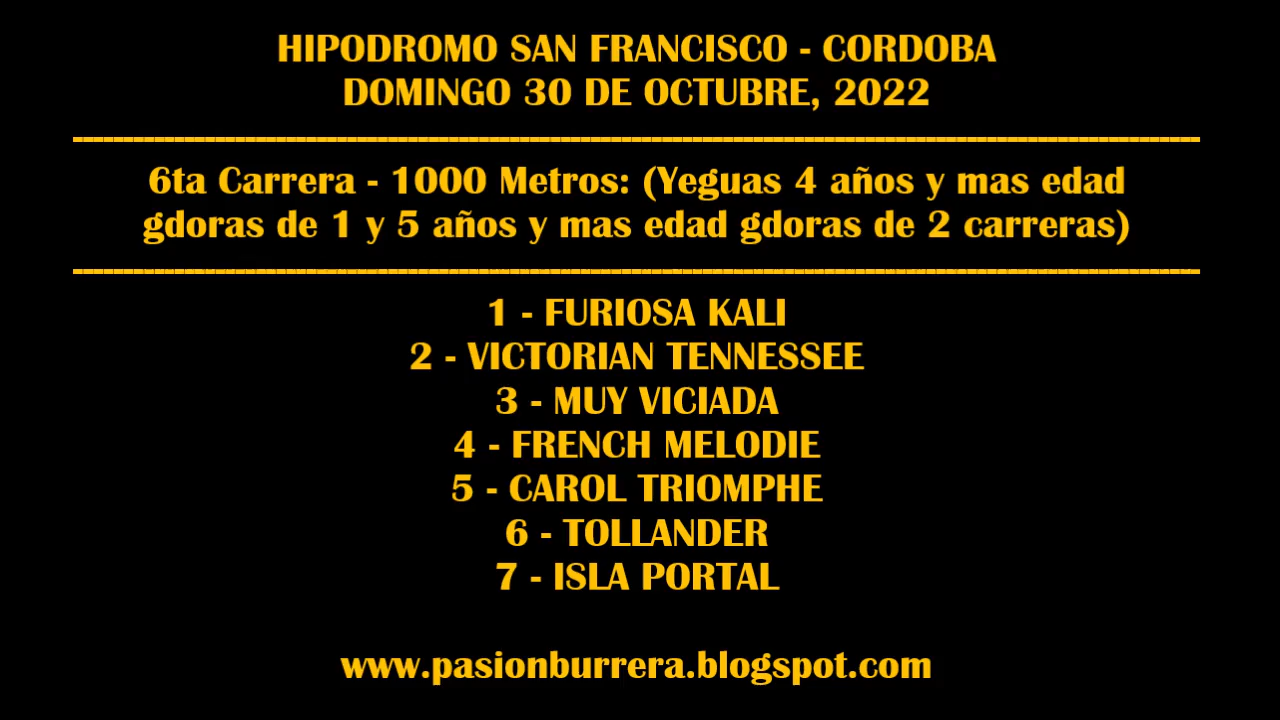 HIPODROMO SAN FRANCISCO - CORDOBA
DOMINGO 30 DE OCTUBRE, 2022
6ta Carrera - 1000 Metros: (Yeguas 4 años y mas edad
gdoras de 1 y 5 años y mas edad gdoras de 2 carreras)
1 - FURIOSA KALI
2 - VICTORIAN TENNESSEE
3 - MUY VICIADA
4 - FRENCH MELODIE
5 - CAROL TRIOMPHE
6 - TOLLANDER
7 - ISLA PORTAL
www.pasionburrera.blogspot.com